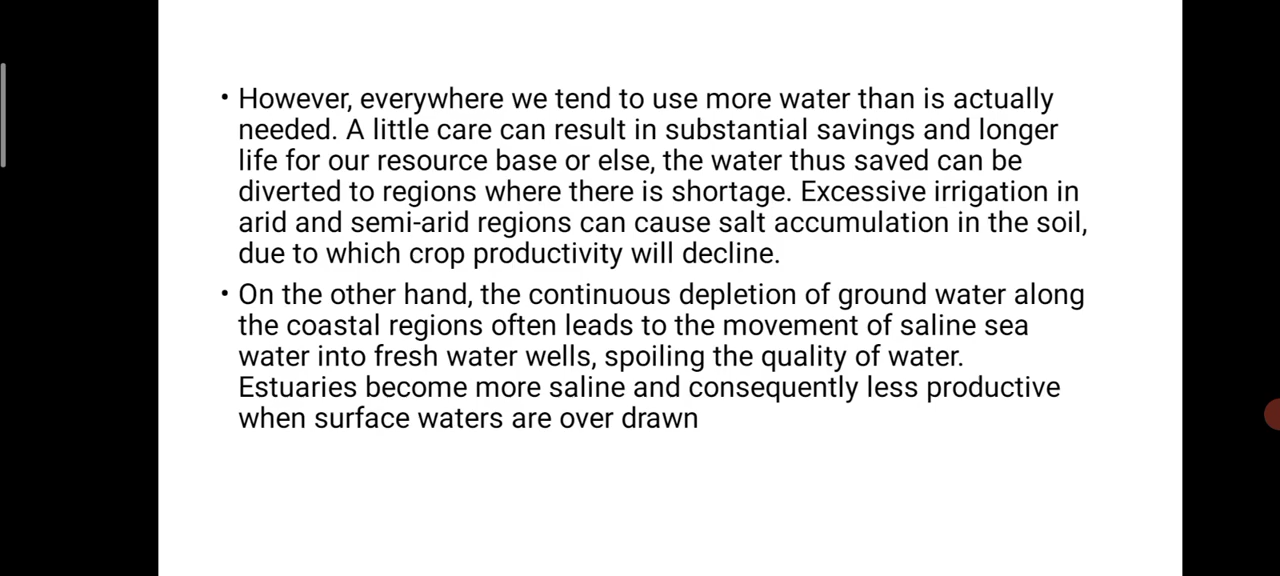 • However, everywhere we tend to use more water than is actually
needed. A little care can result in substantial savings and longer
life for our resource base or else, the water thus saved can be
diverted to regions where there is shortage. Excessive irrigation in
arid and semi-arid regions can cause salt accumulation in the soil,
due to which crop productivity will decline.
• On the other hand, the continuous depletion of ground water along
the coastal regions often leads to the movement of saline sea
water into fresh water wells, spoiling the quality of water.
Estuaries become more saline and consequently less productive
when surface waters are over drawn